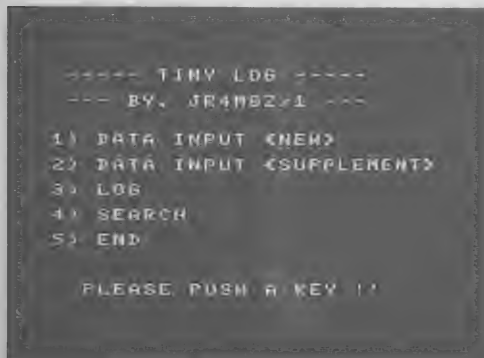 ----- TINY LOG -----
--- BY. JR4MBZ/1 ---
1) DATA INPUT <NEW>
2) DATA INPUT <SUPPLEMENT>
3) LOG
4) SEARCH
5) END
PLEASE PUSH A KEY !!